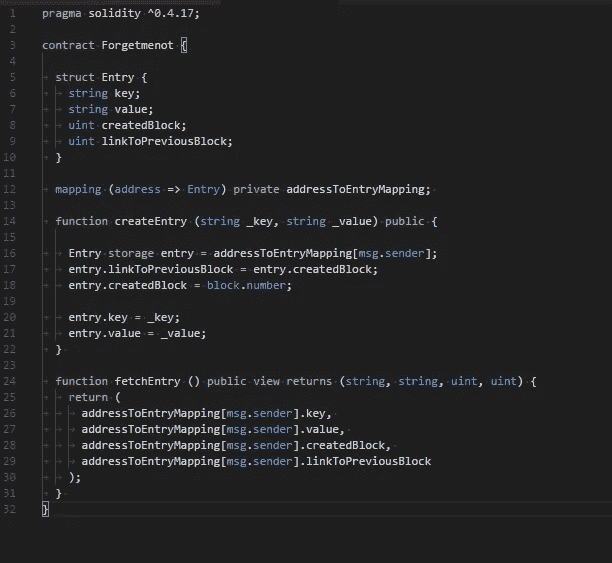 1 pragma solidity ^0.4.17;
2
3 contract Forgetmenot {
4
5 struct Entry {
6 string key;
7 string value;
8 uint createdBlock;
9 uint linkToPreviousBlock;
10 }
11
12 mapping (address => Entry) private addressToEntryMapping;
13
14 function createEntry (string _key, string _value) public {
15
16 Entry storage entry = addressToEntryMapping[msg.sender];
17 entry.linkToPreviousBlock = entry.createdBlock;
18 entry.createdBlock = block.number;
19
20 entry.key = _key;
21 entry.value = _value;
22 }
23
24 function fetchEntry () public view returns (string, string, uint, uint) {
25 return (
26 addressToEntryMapping[msg.sender].key,
27 addressToEntryMapping[msg.sender].value,
28 addressToEntryMapping[msg.sender].createdBlock,
29 addressToEntryMapping[msg.sender].linkToPreviousBlock
30 );
31 }
32 }